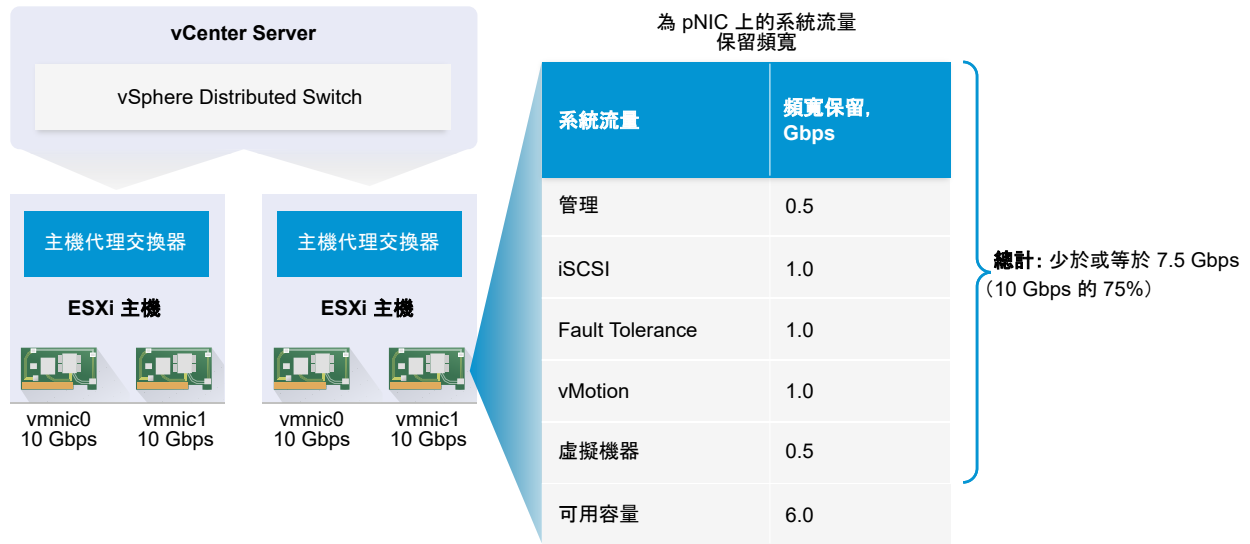 vCenter Server
vSphere Distributed Switch
主機代理交換器
ESXi 主機
vmnic0
10 Gbps
vmnic1
10 Gbps
主機代理交換器
ESXi 主機
vmnic0
10 Gbps
vmnic1
10 Gbps
為 pNIC 上的系統流量
保留頻寬
系統流量
頻寬保留,
Gbps
管理 0.5
iSCSI 1.0
Fault Tolerance 1.0
vMotion 1.0
虛擬機器 0.5
可用容量 6.0
總計: 少於或等於 7.5 Gbps
(10 Gbps 的 75%)